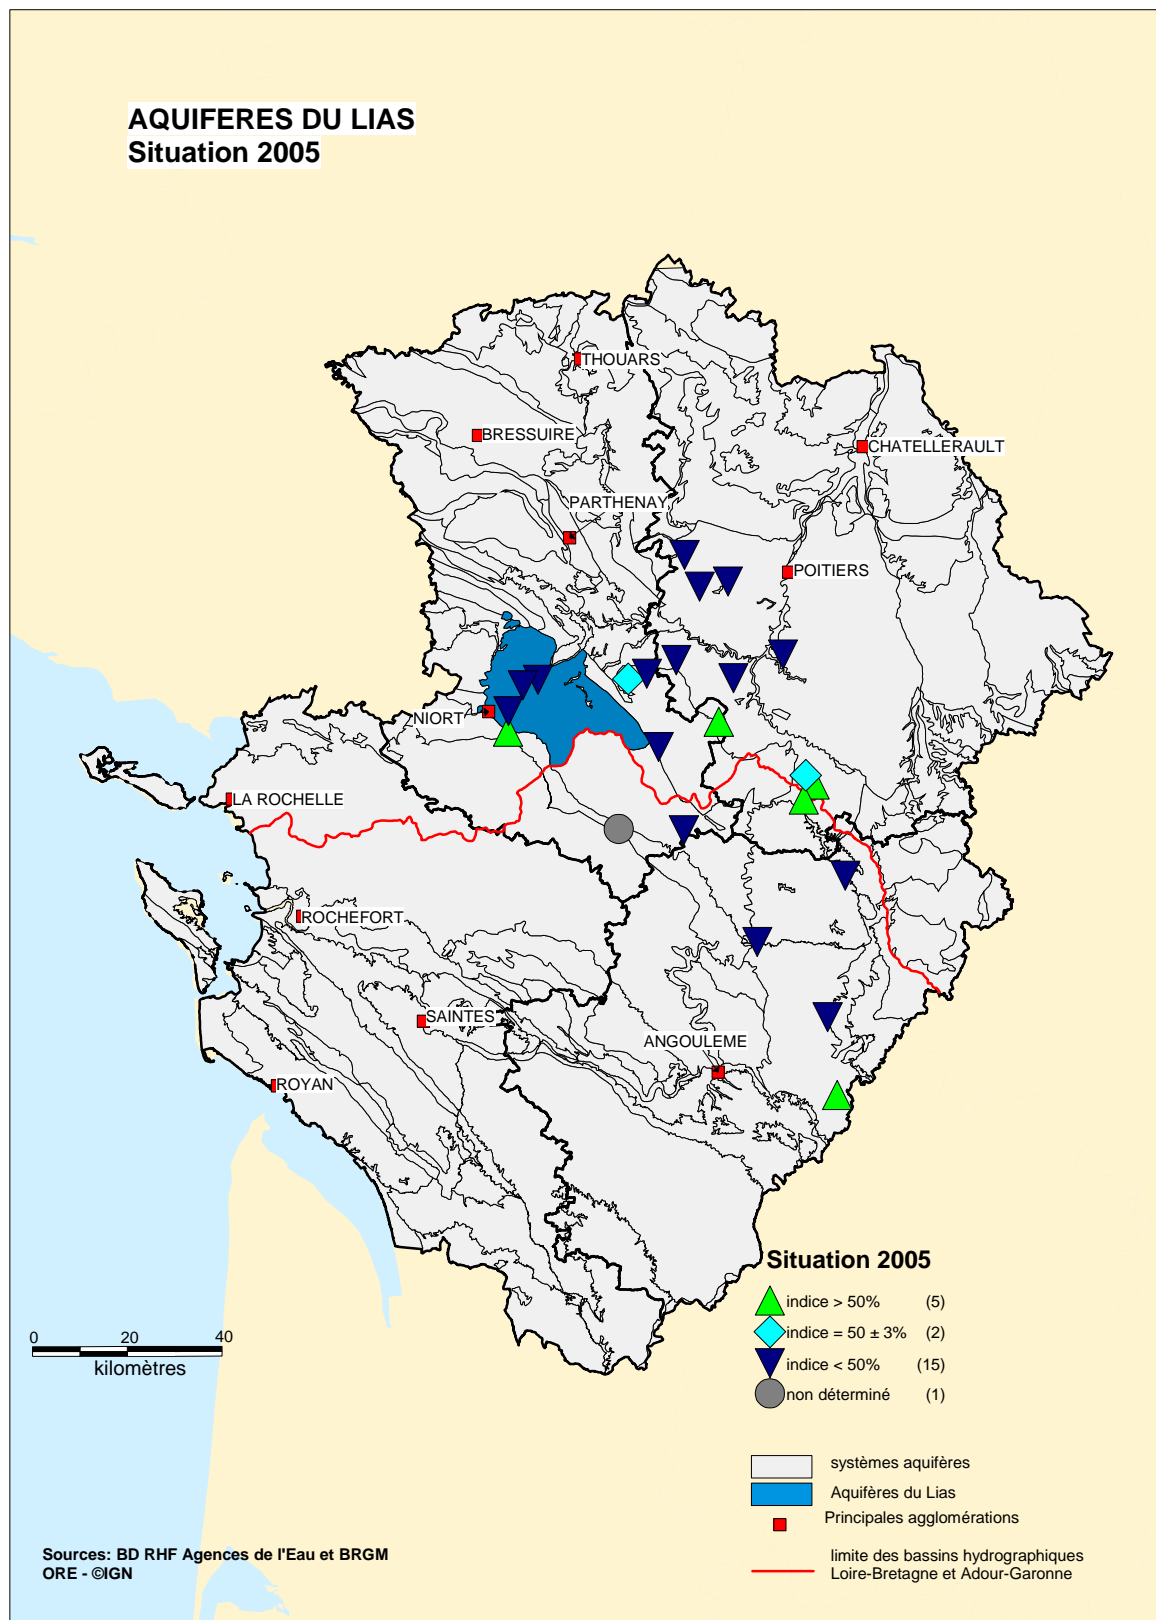 AQUIFERES DU LIAS
Situation 2005
THOUARS
BRESSUIRE
CHATELLERAULT
PARTHENAY
POITIERS
NIORT
LA ROCHELLE
ROCHEFORT
SAINTES
ANGOULEME
ROYAN
Situation 2005
indice > 50% (5)
indice = 50 ± 3% (2)
indice < 50% (15)
non déterminé (1)
0 20 40
kilomètres
systèmes aquifères
Aquifères du Lias
Principales agglomérations
limite des bassins hydrographiques
Loire-Bretagne et Adour-Garonne
Sources: BD RHF Agences de l'Eau et BRGM
ORE - ©IGN